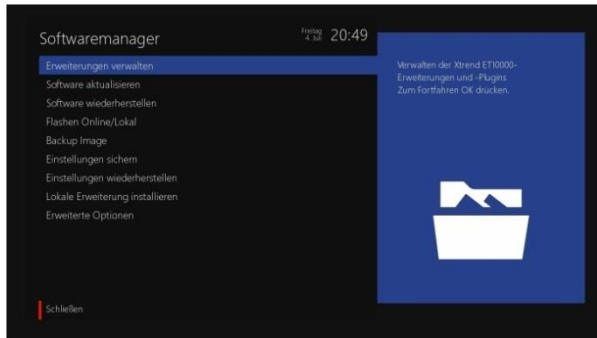 Softwaremanager
Freitag
4. Juli
20:49
Erweiterungen verwalten
Software aktualisieren
Software wiederherstellen
Flashen Online/Lokal
Backup Image
Einstellungen sichern
Einstellungen wiederherstellen
Lokale Erweiterung installieren
Erweiterte Optionen
Schließen
Verwalten der Xtrend ET10000-
Erweiterungen und -Plugins
Zum Fortfahren OK drücken.